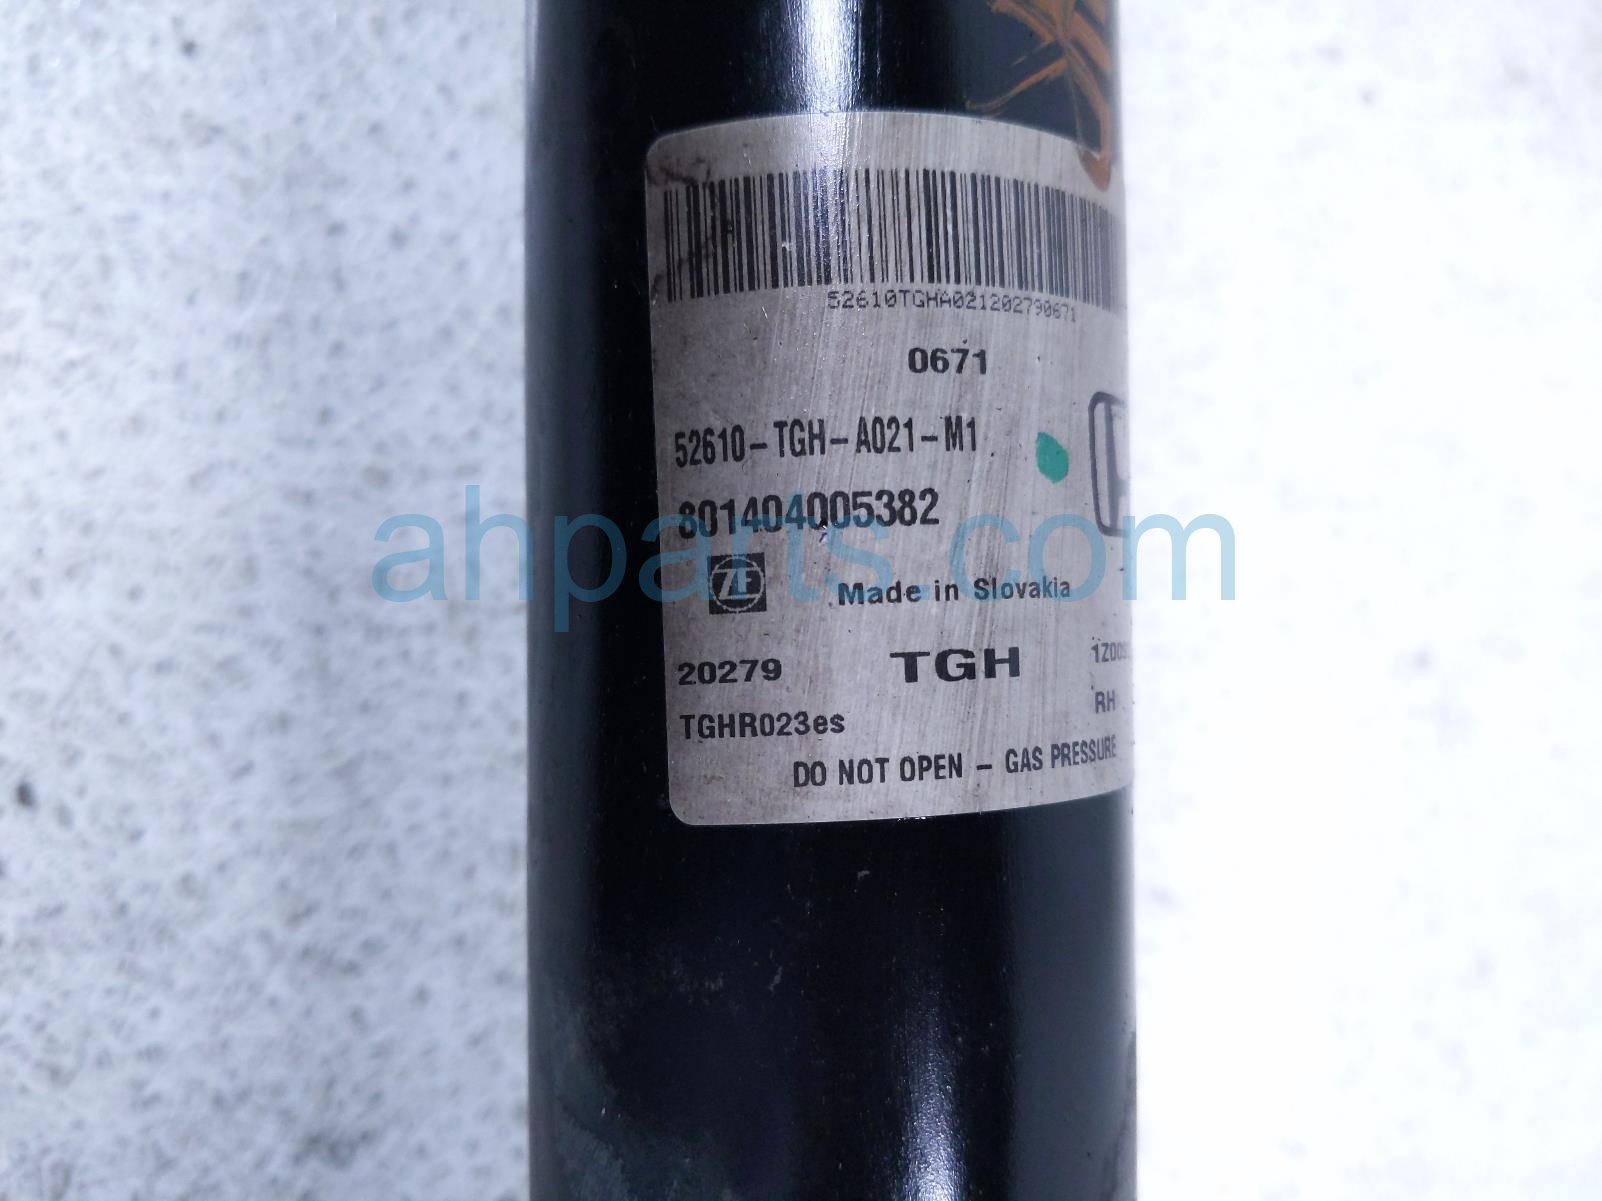 52610TGHA021202790671
0671
52610-TGH-A021-M1
801404005382
ahparts.com
ZF
Made in Slovakia
20279
TGH
RH
TGHR023es
DO NOT OPEN - GAS PRESSURE